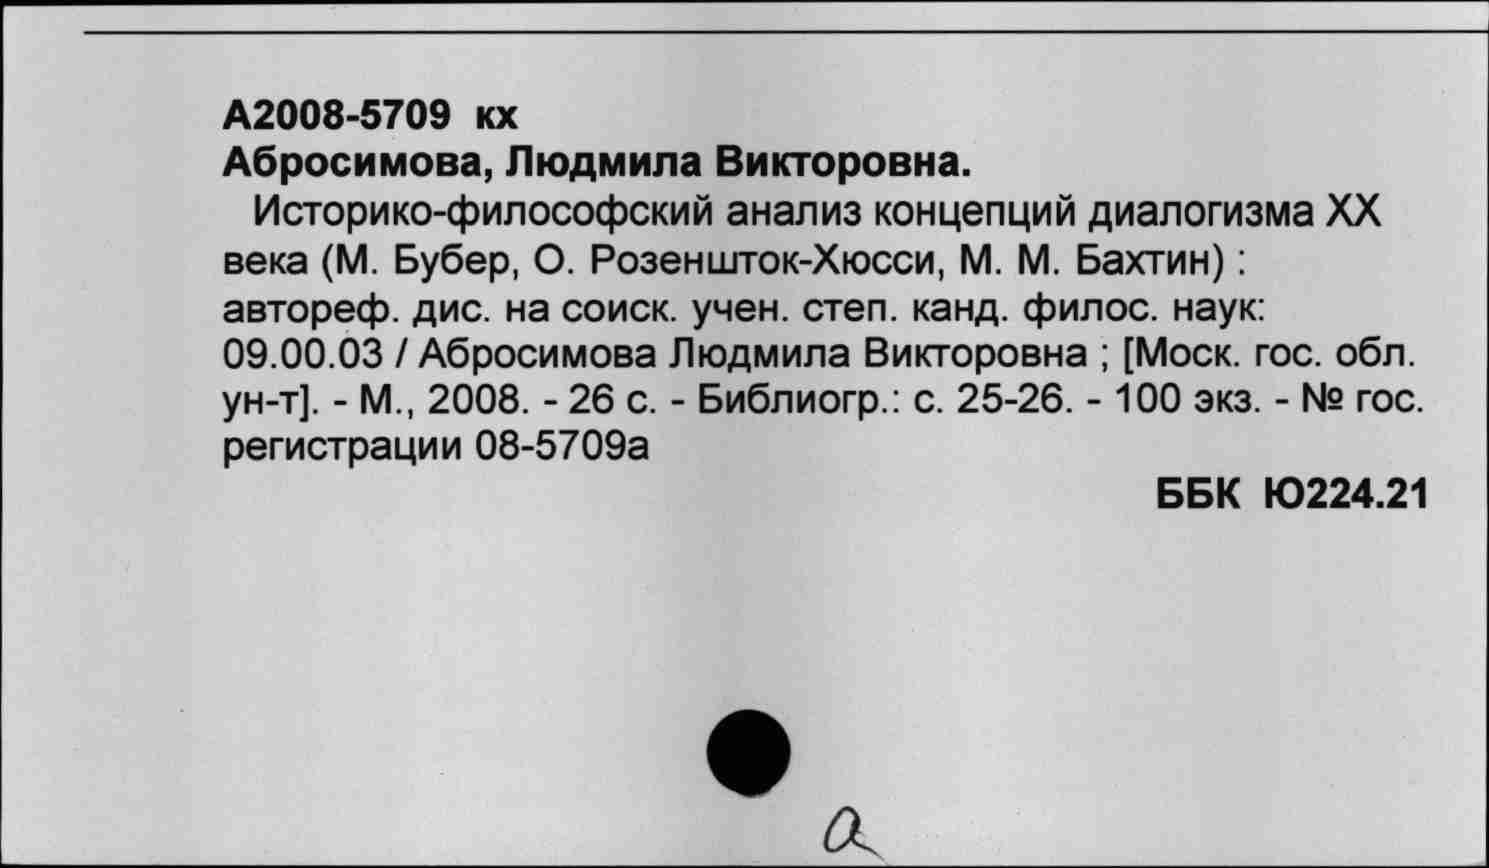 А2008-5709 кх
Абросимова, Людмила Викторовна.
Историко-философский анализ концепций диалогизма XX
века (М. Бубер, О. Розеншток-Хюсси, М. М. Бахтин) :
автореф. дис. на соиск. учен. степ. канд. филос. наук:
09.00.03 / Абросимова Людмила Викторовна ; [Моск. гос. обл.
ун-т]. - М., 2008. - 26 с. - Библиогр.: с. 25-26. - 100 экз. - № гос.
регистрации 08-5709а
ББК Ю224.21
а